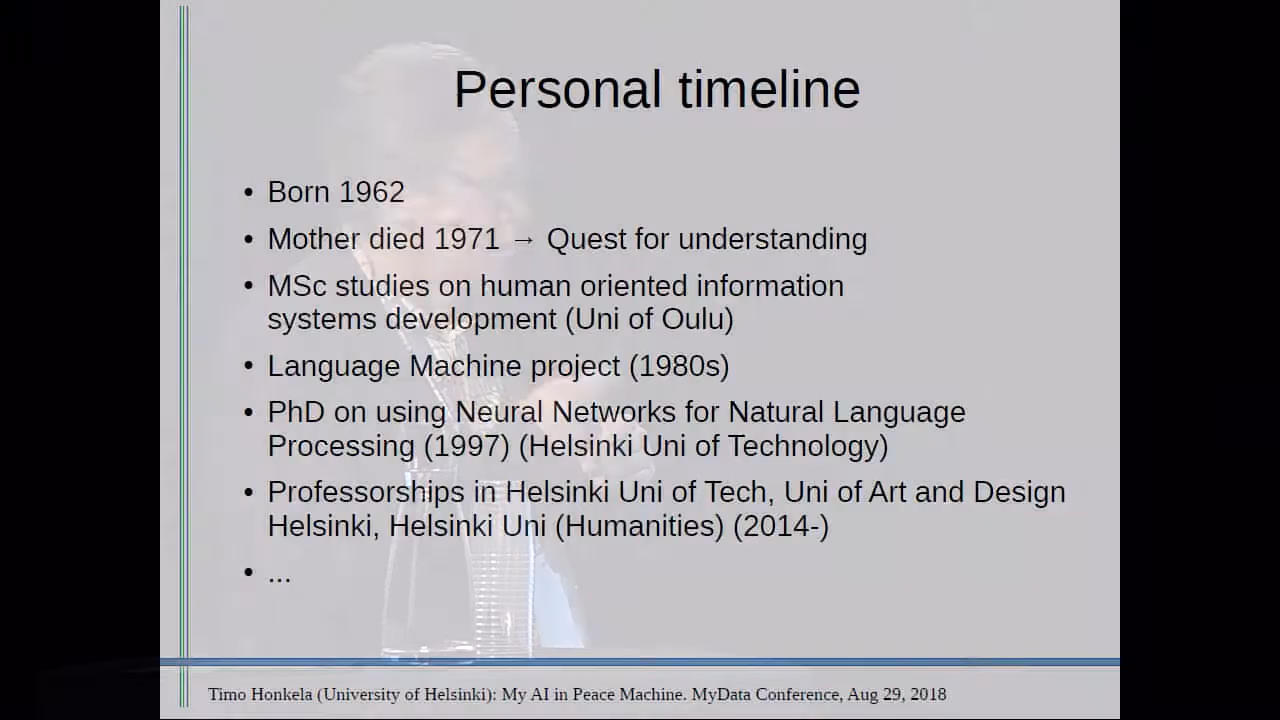 Personal timeline
• Born 1962
• Mother died 1971 → Quest for understanding
• MSc studies on human oriented information
systems development (Uni of Oulu)
• Language Machine project (1980s)
• PhD on using Neural Networks for Natural Language
Processing (1997) (Helsinki Uni of Technology)
• Professorships in Helsinki Uni of Tech, Uni of Art and Design
Helsinki, Helsinki Uni (Humanities) (2014-)
• ...
Timo Honkela (University of Helsinki): My AI in Peace Machine. MyData Conference, Aug 29, 2018